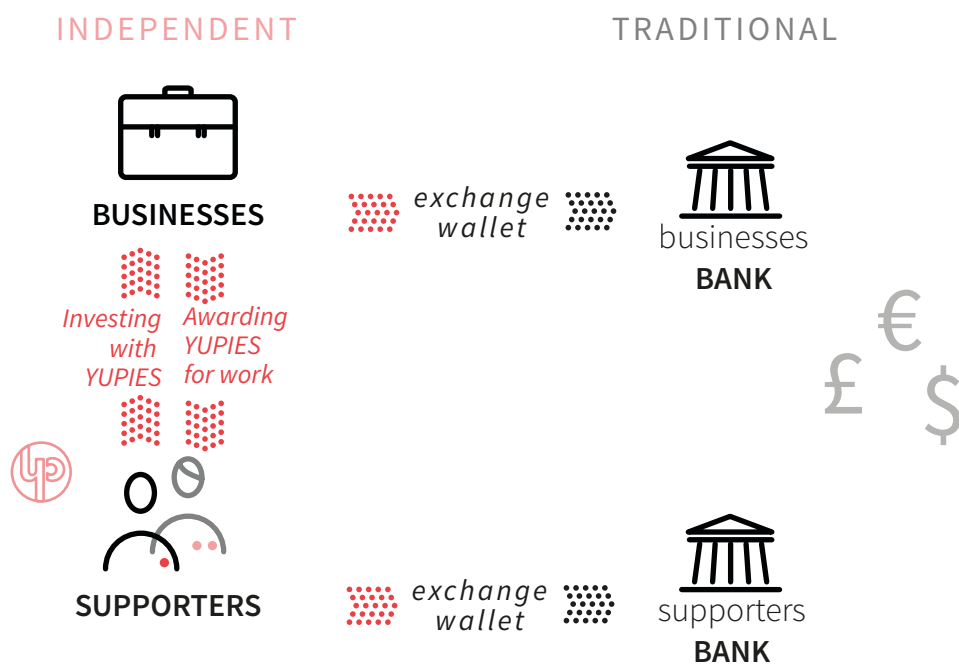 INDEPENDENT
TRADITIONAL
BUSINESSES
exchange
wallet
businesses
BANK
Investing
with
YUPIES
Awarding
YUPIES
for work
€
£
$
SUPPORTERS
exchange
wallet
supporters
BANK